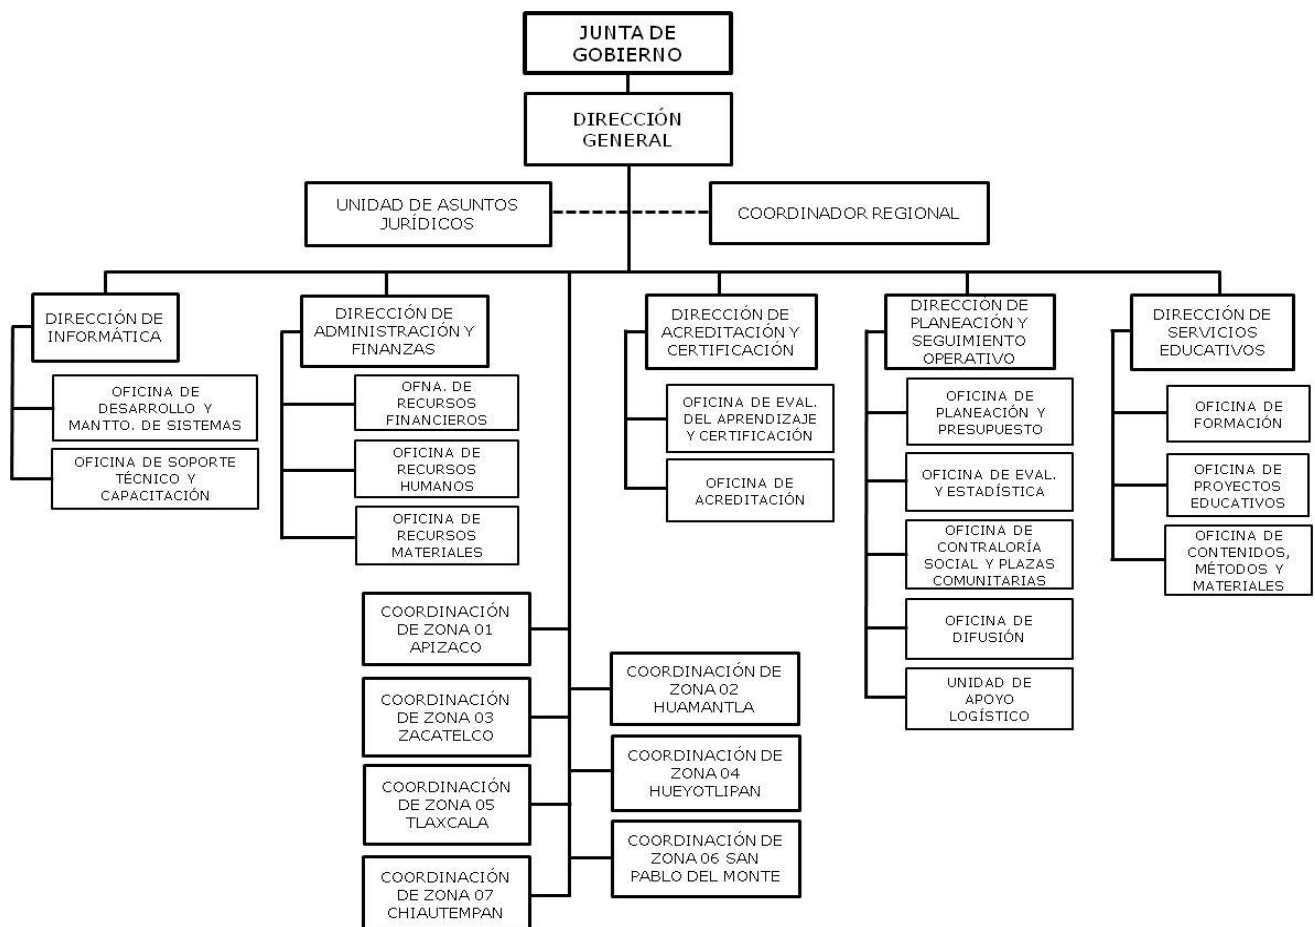 JUNTA DE
GOBIERNO
DIRECCIÓN
GENERAL
UNIDAD DE ASUNTOS
JURÍDICOS
COORDINADOR REGIONAL
DIRECCIÓN DE
INFORMÁTICA
OFICINA DE
DESARROLLO Y
MANTTO. DE SISTEMAS
OFICINA DE SOPORTE
TÉCNICO Y
CAPACITACIÓN
DIRECCIÓN DE
ADMINISTRACIÓN Y
FINANZAS
OFNA. DE
RECURSOS
FINANCIEROS
OFICINA DE
RECURSOS
HUMANOS
OFICINA DE
RECURSOS
MATERIALES
DIRECCIÓN DE
ACREDITACIÓN Y
CERTIFICACIÓN
OFICINA DE EVAL.
DEL APRENDIZAJE
Y CERTIFICACIÓN
OFICINA DE
ACREDITACIÓN
DIRECCIÓN DE
PLANEACIÓN Y
SEGUIMIENTO
OPERATIVO
OFICINA DE
PLANEACIÓN Y
PRESUPUESTO
OFICINA DE EVAL.
Y ESTADÍSTICA
OFICINA DE
CONTRALORÍA
SOCIAL Y PLAZAS
COMUNITARIAS
OFICINA DE
DIFUSIÓN
UNIDAD DE
APOYO
LOGÍSTICO
DIRECCIÓN DE
SERVICIOS
EDUCATIVOS
OFICINA DE
FORMACIÓN
OFICINA DE
PROYECTOS
EDUCATIVOS
OFICINA DE
CONTENIDOS,
MÉTODOS Y
MATERIALES
COORDINACIÓN
DE ZONA 01
APIZACO
COORDINACIÓN DE
ZONA 02
HUAMANTLA
COORDINACIÓN
DE ZONA 03
ZACATELCO
COORDINACIÓN DE
ZONA 04
HUEYOTLIPAN
COORDINACIÓN
DE ZONA 05
TLAXCALA
COORDINACIÓN DE
ZONA 06 SAN
PABLO DEL MONTE
COORDINACIÓN
DE ZONA 07
CHIAUTEMPAN